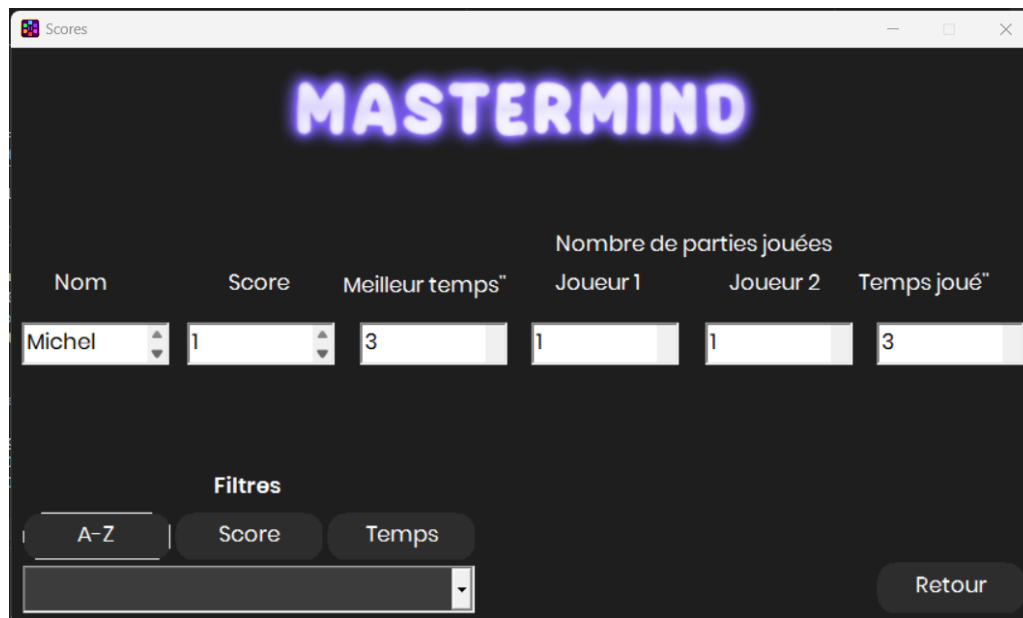 Scores
MASTERMIND
Nombre de parties jouées
Nom Score Meilleur temps" Joueur 1 Joueur 2 Temps joué"
Michel 1 3 1 1 3
Filtres
A-Z Score Temps
Retour